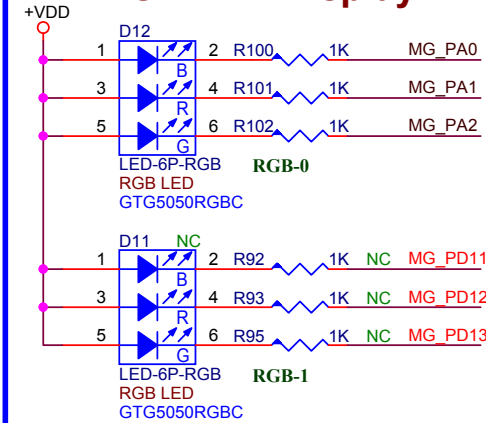 +VDD
D12
1 2 R100 1K MG_PA0
B
3 4 R101 1K MG_PA1
R
5 6 R102 1K MG_PA2
G
LED-6P-RGB RGB-0
RGB LED
GTG5050RGBC
D11 NC
1 2 R92 1K NC MG_PD11
B
3 4 R93 1K NC MG_PD12
R
5 6 R95 1K NC MG_PD13
G
LED-6P-RGB RGB-1
RGB LED
GTG5050RGBC